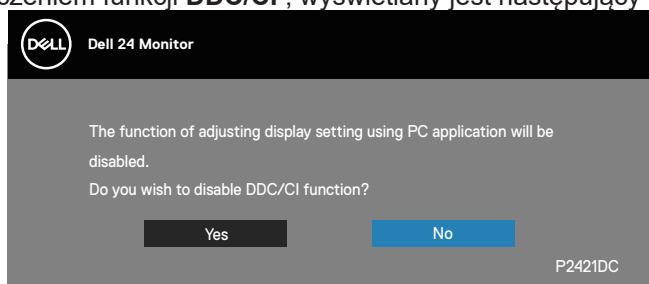 żeniem funkcji DDC/CI , wyświetlany jest następujący
DELL Dell 24 Monitor
The function of adjusting display setting using PC application will be
disabled.
Do you wish to disable DDC/CI function?
Yes No
P2421DC